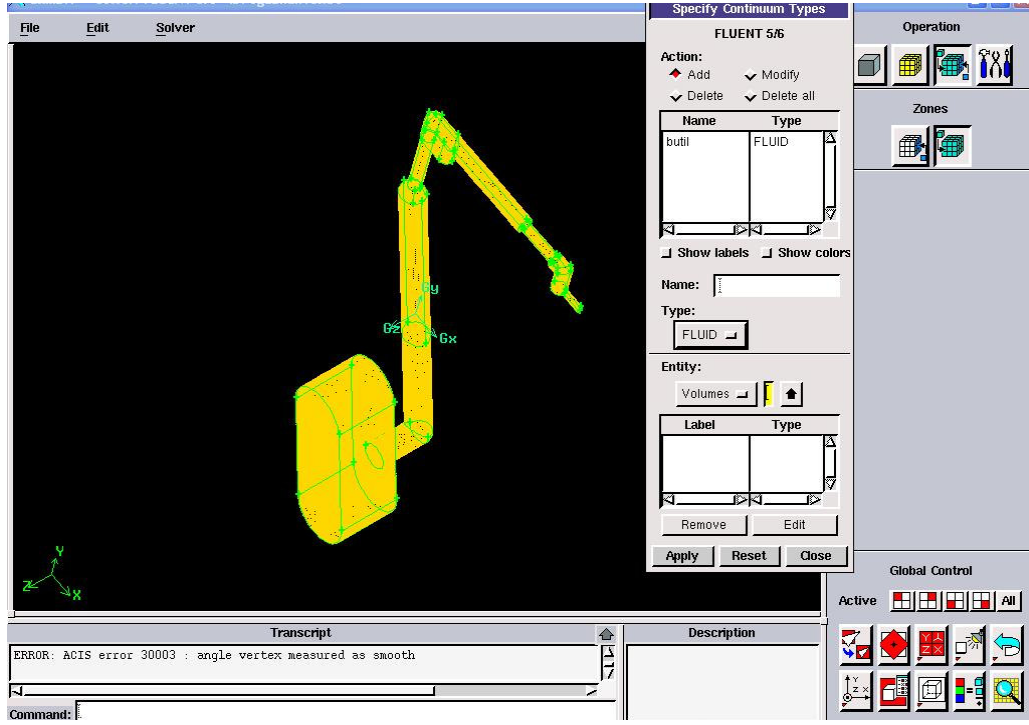 File Edit Solver
Specify Continuum Types
FLUENT 5/6
Action:
Add Modify
Delete Delete all
Name Type
butil FLUID
Show labels Show colors
Name:
Type:
FLUID
Entity:
Volumes
Label Type
Remove Edit
Apply Reset Close
Operation
Zones
Gy
Gz
Gx
Y
Z
X
Transcript
ERROR: ACIS error 30003 : angle vertex measured as smooth
Command:
Description
Global Control
Active All
Y X
Z X
Y
Z X